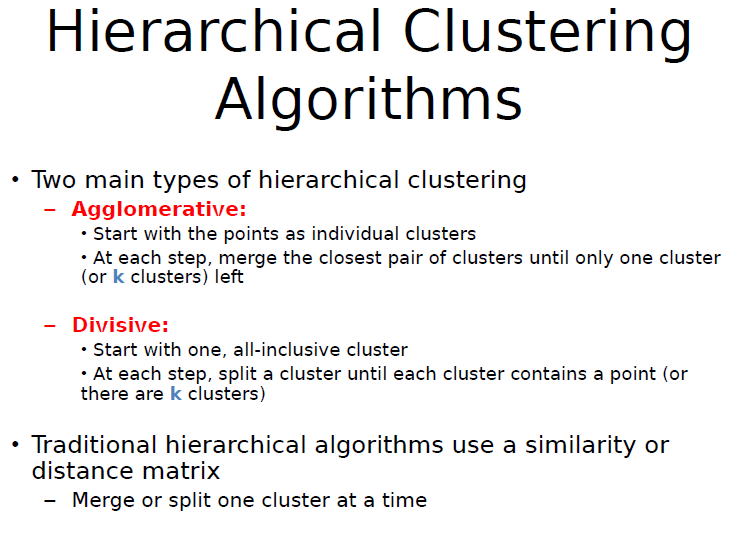 Hierarchical Clustering
Algorithms
• Two main types of hierarchical clustering
– Agglomerative:
• Start with the points as individual clusters
• At each step, merge the closest pair of clusters until only one cluster
(or k clusters) left
– Divisive:
• Start with one, all-inclusive cluster
• At each step, split a cluster until each cluster contains a point (or
there are k clusters)
• Traditional hierarchical algorithms use a similarity or
distance matrix
– Merge or split one cluster at a time